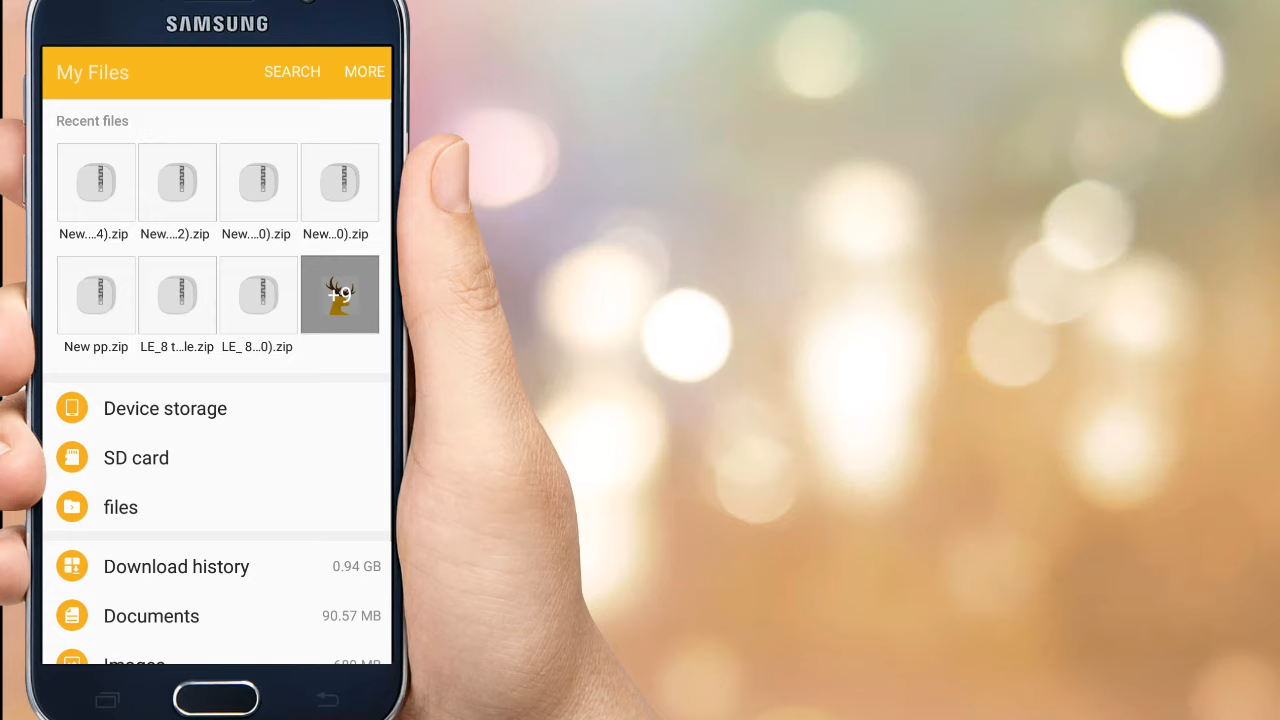 SAMSUNG
My Files SEARCH MORE
Recent files
New....4).zip New....2).zip New....0).zip New...0).zip
+9
New pp.zip LE_8 t...le.zip LE_ 8...0).zip
Device storage
SD card
files
Download history 0.94 GB
Documents 90.57 MB
Images